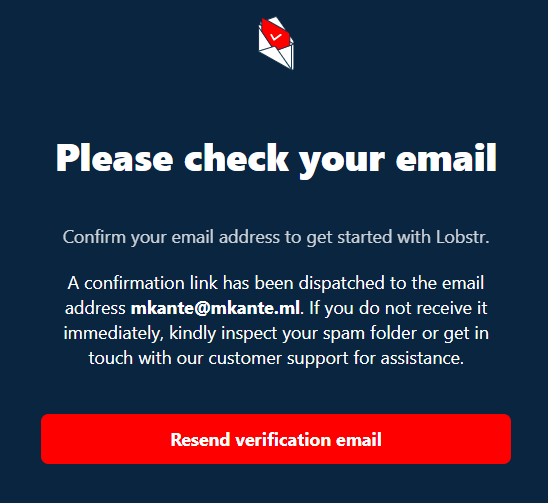 Please check your email
Confirm your email address to get started with Lobstr.
A confirmation link has been dispatched to the email
address mkante@mkante.ml. If you do not receive it
immediately, kindly inspect your spam folder or get in
touch with our customer support for assistance.
Resend verification email